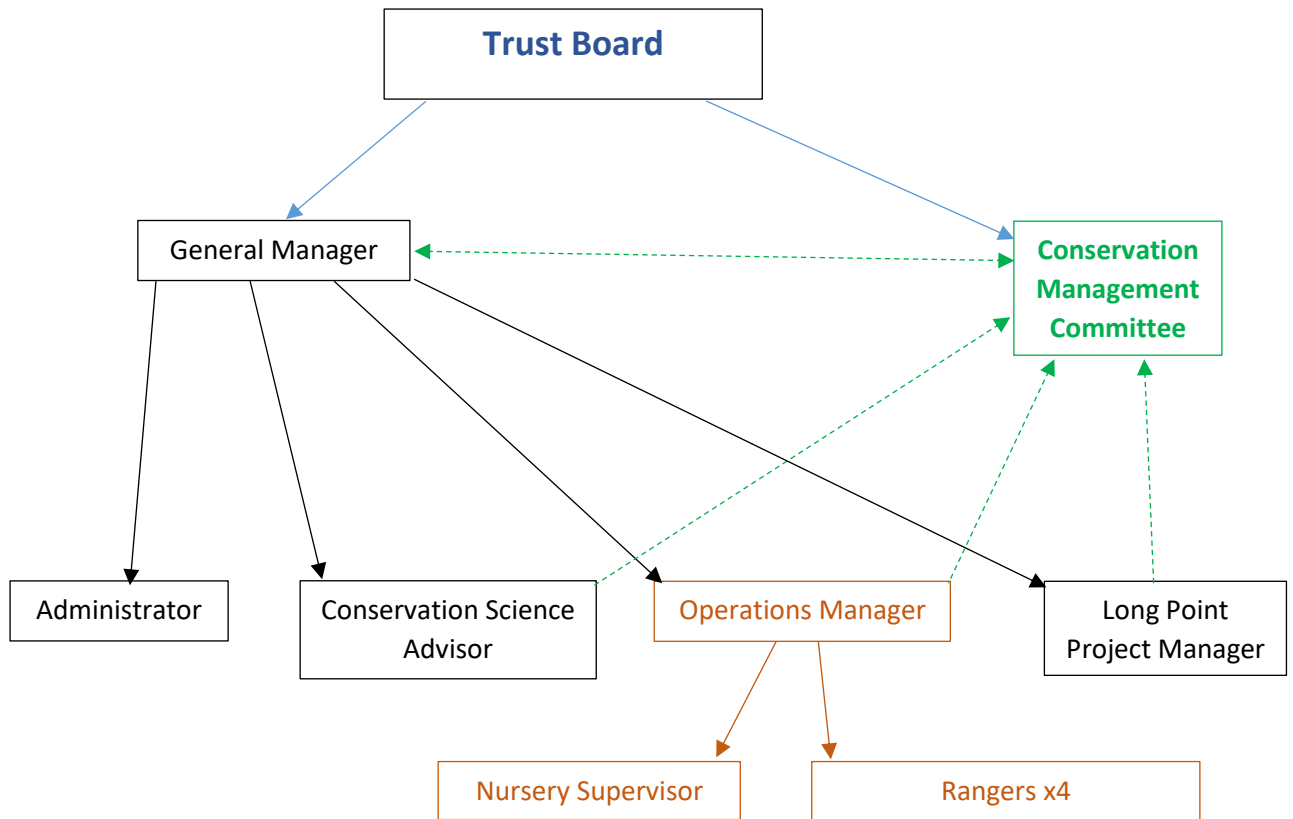 Trust Board
General Manager
Conservation
Management
Committee
Administrator
Conservation Science
Advisor
Operations Manager
Long Point
Project Manager
Nursery Supervisor
Rangers x4